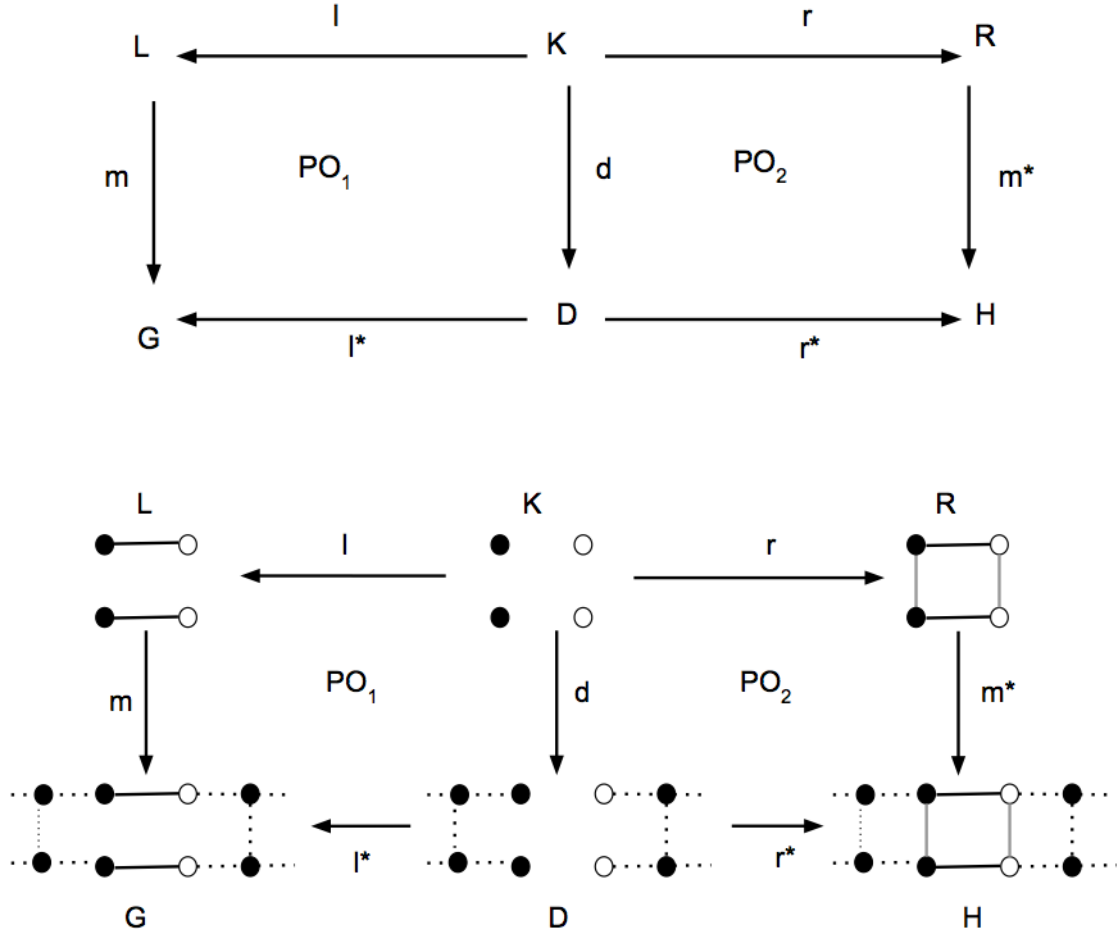 l r
L K R
m PO₁ d PO₂ m*
G D H
l* r*
L K R
l r
m PO₁ d PO₂ m*
l* r*
G D H